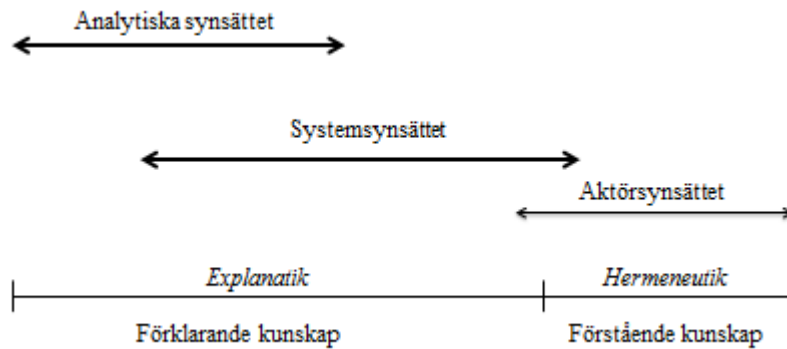 Analytiska synsättet
Systemsynsättet
Aktörsynsättet
Explanatik
Hermeneutik
Förklarande kunskap
Förstående kunskap